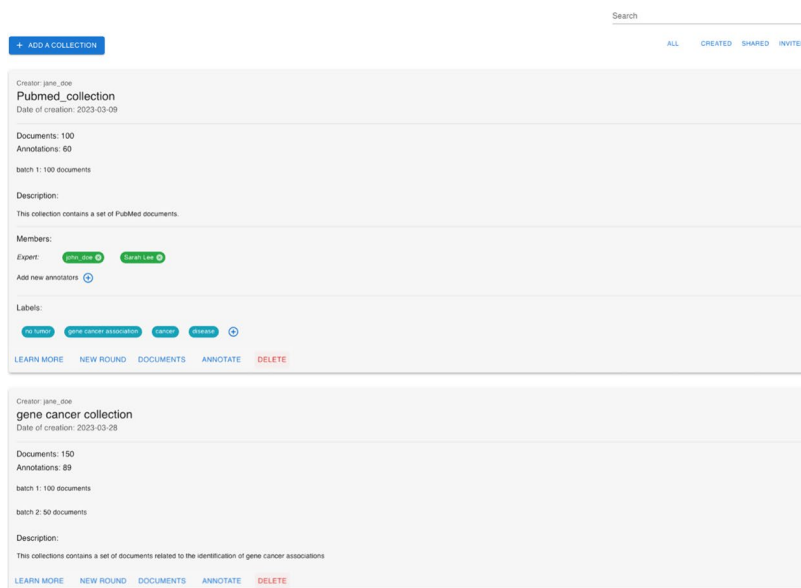 Search
+ ADD A COLLECTION
ALL CREATED SHARED INVITE
Creator: jane_doe
Pubmed_collection
Date of creation: 2023-03-09
Documents: 100
Annotations: 60
batch 1: 100 documents
Description:
This collection contains a set of PubMed documents.
Members:
Expert: john_doe Sarah Lee
Add new annotators
Labels:
no tumor gene cancer association cancer disease
LEARN MORE NEW ROUND DOCUMENTS ANNOTATE DELETE
Creator: jane_doe
gene cancer collection
Date of creation: 2023-03-28
Documents: 150
Annotations: 89
batch 1: 100 documents
batch 2: 50 documents
Description:
This collections contains a set of documents related to the identification of gene cancer associations
LEARN MORE NEW ROUND DOCUMENTS ANNOTATE DELETE